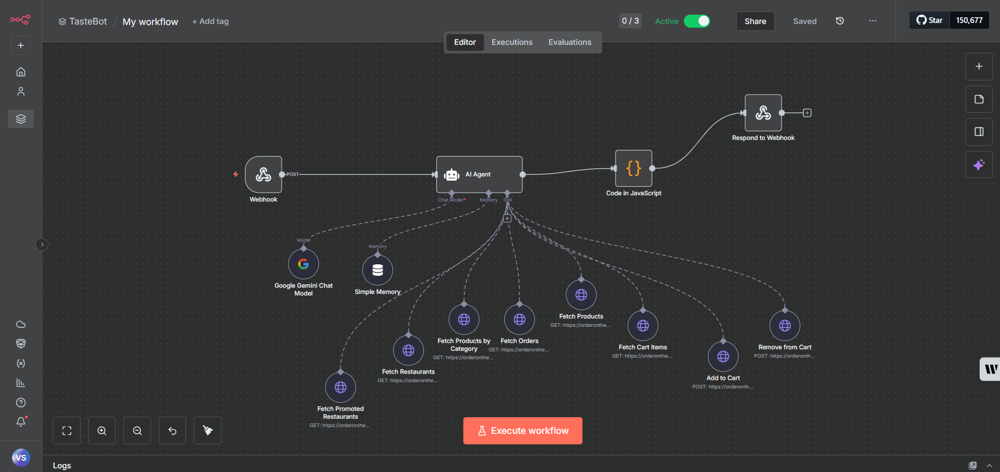 TasteBot / My workflow + Add tag
0 / 3
Active
Share
Saved
Star 150,677
Editor Executions Evaluations
Respond to Webhook
POST
Webhook
AI Agent
Chat Model* Memory Tool
Code in JavaScript
Model
Google Gemini Chat
Model
Memory
Simple Memory
Fetch Promoted
Restaurants
GET: https://orderonthe...
Fetch Restaurants
GET: https://orderonthe...
Fetch Products by
Category
GET: https://orderonthe...
Fetch Orders
GET: https://orderonthe...
Fetch Products
GET: https://orderonthe...
Fetch Cart Items
GET: https://orderonthe...
Add to Cart
POST: https://orderonth...
Remove from Cart
POST: https://orderonth...
Execute workflow
VS
Logs